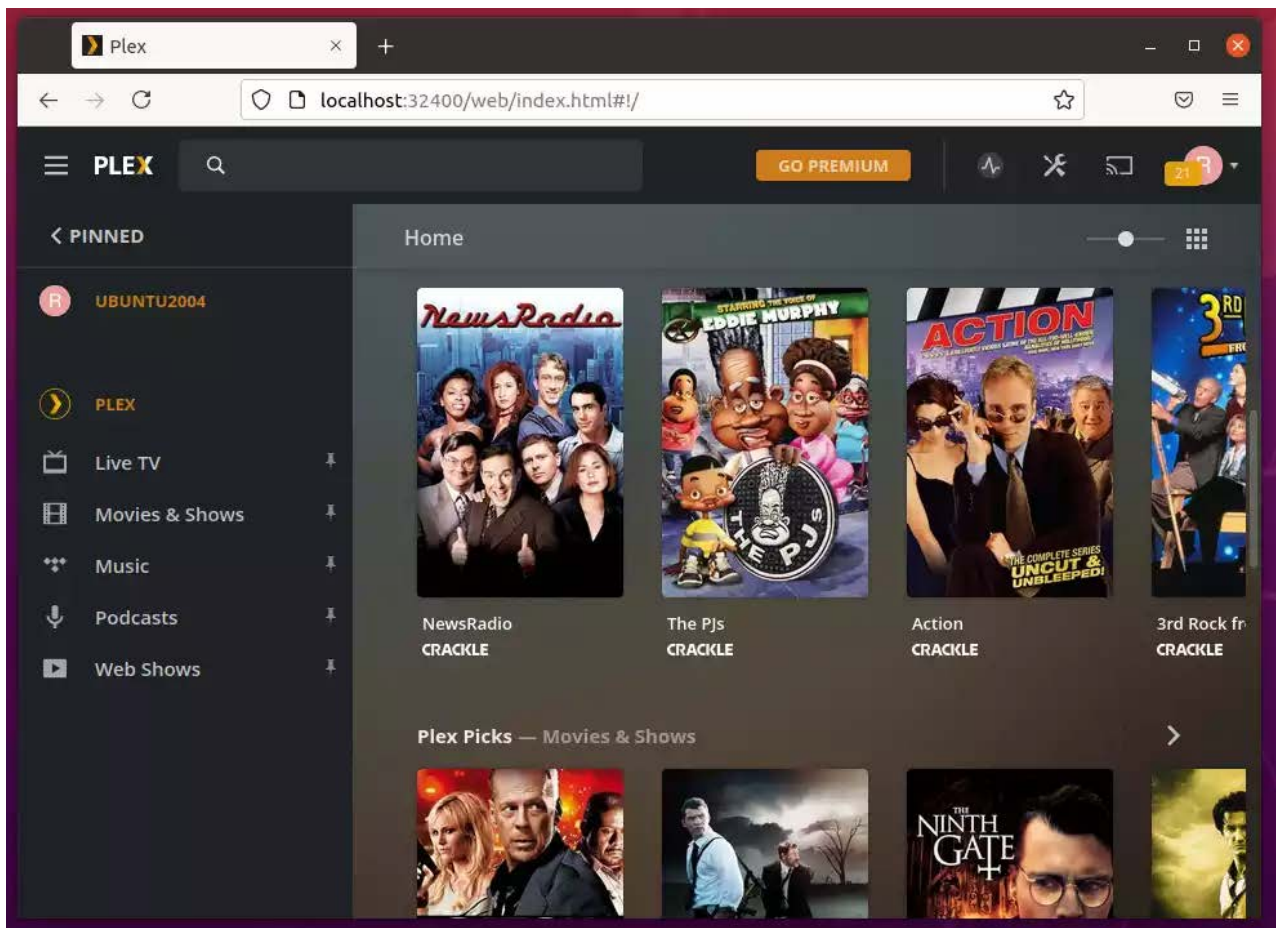 Plex
localhost:32400/web/index.html#!/
PLEX
GO PREMIUM
21
R
PINNED
Home
R
UBUNTU2004
PLEX
Live TV
Movies & Shows
Music
Podcasts
Web Shows
NewsRadio
STARRING THE VOICE OF
EDDIE MURPHY
THE PJs
ACTION
THE COMPLETE SERIES
UNCUT &
UNBLEEPED!
3RD
NewsRadio
The PJs
Action
3rd Rock fr
CRACKLE
CRACKLE
CRACKLE
CRACKLE
Plex Picks — Movies & Shows
THE
NINTH
GATE